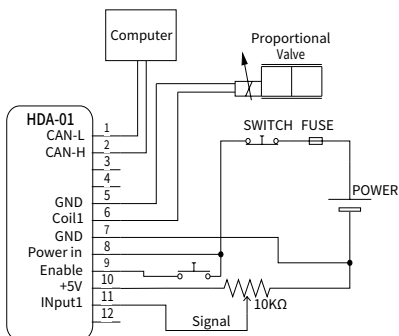 Computer
Proportional
Valve
HDA-01
CAN-L 1
CAN-H 2
3
4
GND 5
Coil1 6
GND 7
Power in 8
Enable 9
+5V 10
INput1 11
12
SWITCH FUSE
POWER
10KΩ
Signal